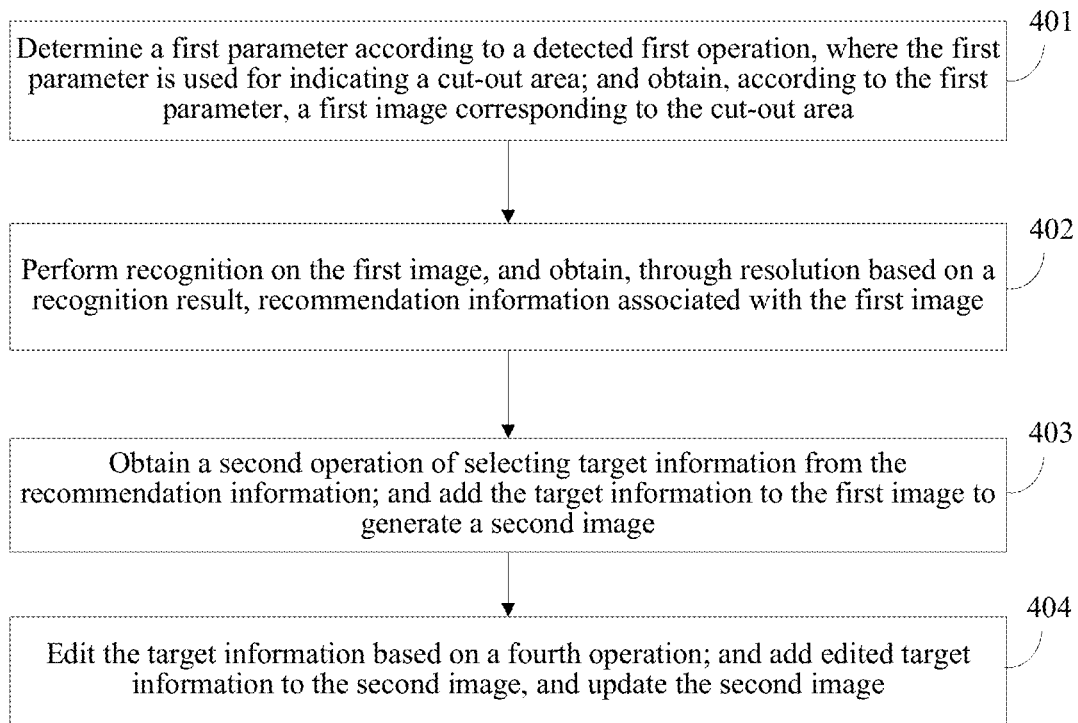 401
Determine a first parameter according to a detected first operation, where the first
parameter is used for indicating a cut-out area; and obtain, according to the first
parameter, a first image corresponding to the cut-out area
402
Perform recognition on the first image, and obtain, through resolution based on a
recognition result, recommendation information associated with the first image
403
Obtain a second operation of selecting target information from the
recommendation information; and add the target information to the first image to
generate a second image
404
Edit the target information based on a fourth operation; and add edited target
information to the second image, and update the second image